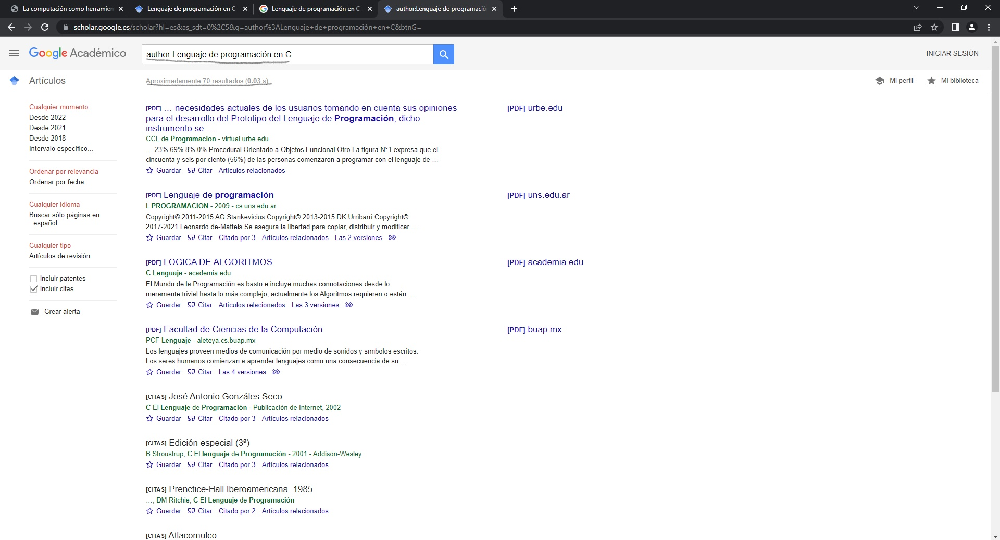 La computación como herramien
Lenguaje de programación en C
Lenguaje de programación en C
author:Lenguaje de programació
scholar.google.es/scholar?hl=es&as_sdt=0%2C5&q=author%3ALenguaje+de+programación+en+C&btnG=
Google Académico
author:Lenguaje de programación en C
INICIAR SESIÓN
Artículos
Aproximadamente 70 resultados (0.03 s)
Mi perfil
Mi biblioteca
Cualquier momento
Desde 2022
Desde 2021
Desde 2018
Intervalo específico...
Ordenar por relevancia
Ordenar por fecha
Cualquier idioma
Buscar sólo páginas en
español
Cualquier tipo
Artículos de revisión
incluir patentes
incluir citas
Crear alerta
[PDF] … necesidades actuales de los usuarios tomando en cuenta sus opiniones
para el desarrollo del Prototipo del Lenguaje de Programación, dicho
instrumento se …
CCL de Programacion - virtual.urbe.edu
… 23% 69% 8% 0% Procedural Orientado a Objetos Funcional Otro La figura N°1 expresa que el
cincuenta y seis por ciento (56%) de las personas comenzaron a programar con el lenguaje de …
Guardar Citar Artículos relacionados
[PDF] urbe.edu
[PDF] Lenguaje de programación
L PROGRAMACION - 2009 - cs.uns.edu.ar
Copyright© 2011-2015 AG Stankevicius Copyright© 2013-2015 DK Urribarri Copyright©
2017-2021 Leonardo de-Matteis Se asegura la libertad para copiar, distribuir y modificar …
Guardar Citar Citado por 3 Artículos relacionados Las 2 versiones
[PDF] uns.edu.ar
[PDF] LOGICA DE ALGORITMOS
C Lenguaje - academia.edu
El Mundo de la Programación es basto e incluye muchas connotaciones desde lo
meramente trivial hasta lo más complejo, actualmente los Algoritmos requieren o están …
Guardar Citar Artículos relacionados Las 3 versiones
[PDF] academia.edu
[PDF] Facultad de Ciencias de la Computación
PCF Lenguaje - aleteya.cs.buap.mx
Los lenguajes proveen medios de comunicación por medio de sonidos y sımbolos escritos.
Los seres humanos comienzan a aprender lenguajes como una consecuencia de su …
Guardar Citar Las 4 versiones
[PDF] buap.mx
[CITAS] José Antonio Gonzáles Seco
C El Lenguaje de Programación - Publicación de Internet, 2002
Guardar Citar Citado por 3 Artículos relacionados
[CITAS] Edición especial (3ª)
B Stroustrup, C El lenguaje de Programación - 2001 - Addison-Wesley
Guardar Citar Citado por 3 Artículos relacionados
[CITAS] Prenctice-Hall Iberoamericana. 1985
…, DM Ritchie, C El Lenguaje de Programación
Guardar Citar Citado por 2 Artículos relacionados
[CITAS] Atlacomulco